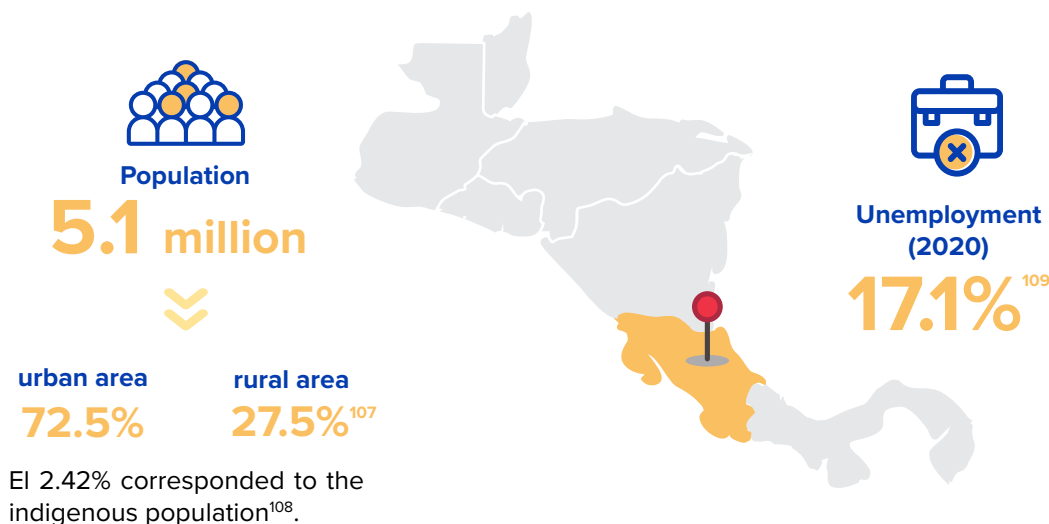 Population
5.1 million
urban area
72.5%
rural area
27.5%107
El 2.42% corresponded to the
indigenous population108.
Unemployment
(2020)
17.1%109